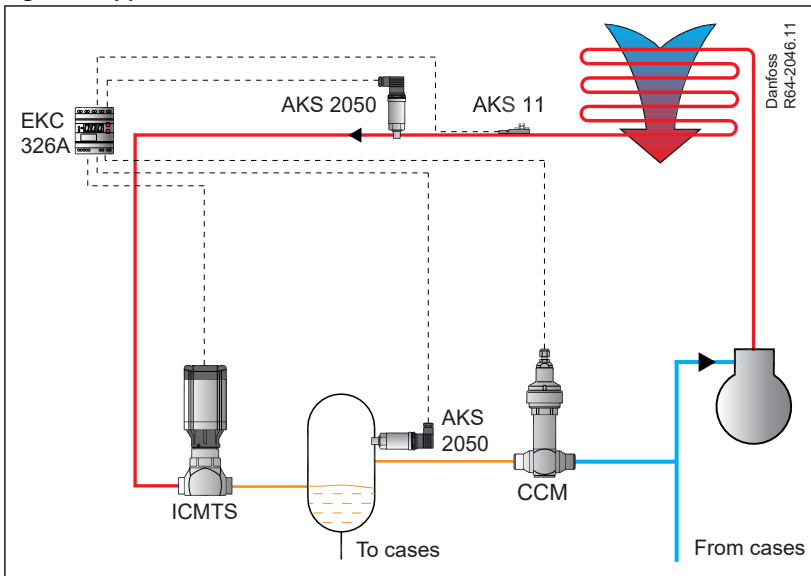 AKS 2050
AKS 11
Danfoss
R64-2046.11
EKC
326A
AKS
2050
ICMTS
CCM
To cases
From cases